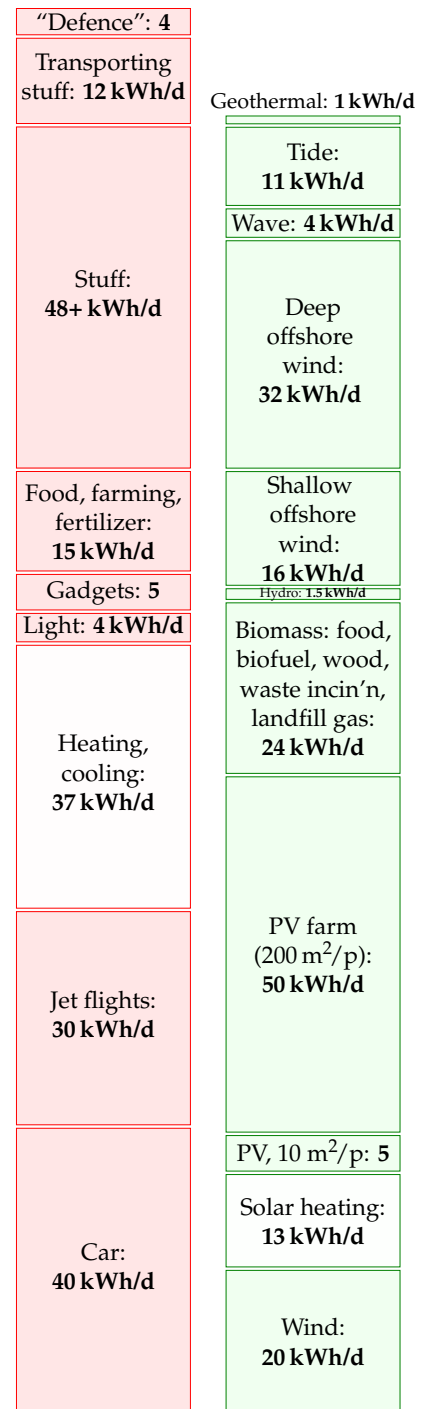 “Defence”: 4
Transporting
stuff: 12 kWh/d
Stuff:
48+ kWh/d
Food, farming,
fertilizer:
15 kWh/d
Gadgets: 5
Light: 4 kWh/d
Heating,
cooling:
37 kWh/d
Jet flights:
30 kWh/d
Car:
40 kWh/d
Geothermal: 1 kWh/d
Tide:
11 kWh/d
Wave: 4 kWh/d
Deep
offshore
wind:
32 kWh/d
Shallow
offshore
wind:
16 kWh/d
Hydro: 1.5 kWh/d
Biomass: food,
biofuel, wood,
waste incin’n,
landfill gas:
24 kWh/d
PV farm
(200 m²/p):
50 kWh/d
PV, 10 m²/p: 5
Solar heating:
13 kWh/d
Wind:
20 kWh/d